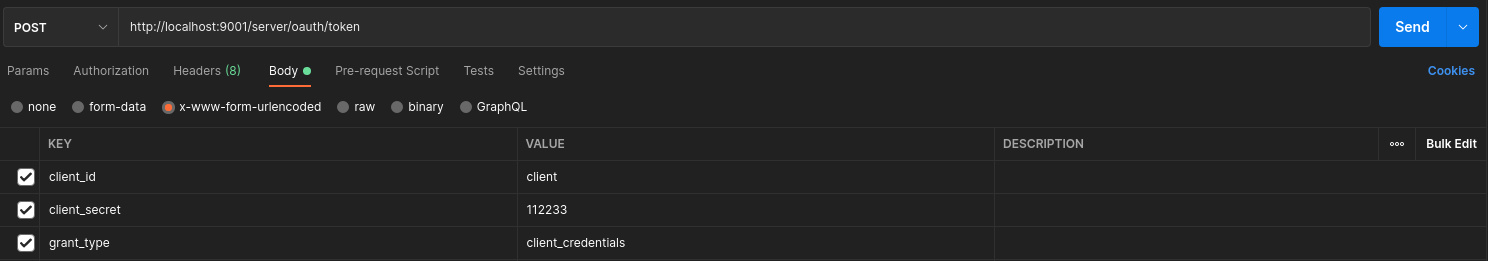 POST http://localhost:9001/server/oauth/token Send
Params Authorization Headers (8) Body Pre-request Script Tests Settings Cookies
none form-data x-www-form-urlencoded raw binary GraphQL
KEY VALUE DESCRIPTION Bulk Edit
client_id client
client_secret 112233
grant_type client_credentials